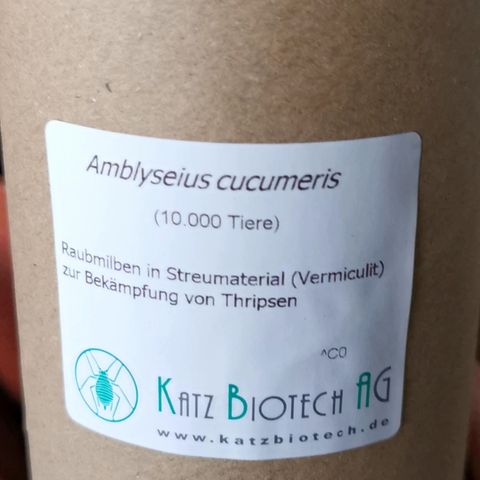 Amblyseius cucumeris
(10.000 Tiere)
Raubmilben in Streumaterial (Vermiculit)
zur Bekämpfung von Thripsen
^C0
KATZ BIOTECH AG
www.katzbiotech.de